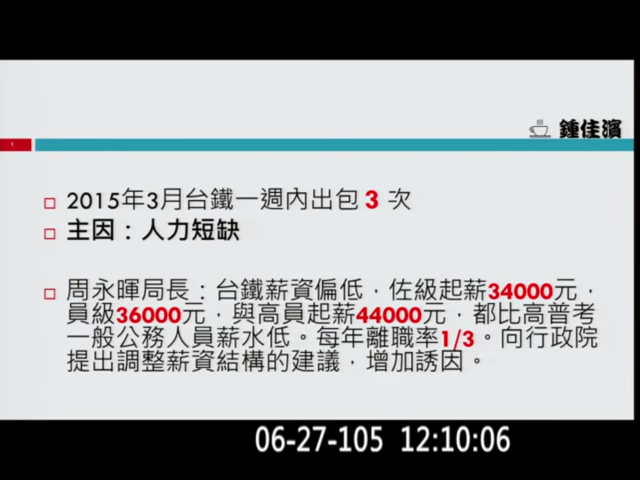 鍾佳濱
1
2015年3月台鐵一週內出包 3 次
主因：人力短缺
周永暉局長：台鐵薪資偏低，佐級起薪34000元，
員級36000元，與高員起薪44000元，都比高普考
一般公務人員薪水低。每年離職率1/3。向行政院
提出調整薪資結構的建議，增加誘因。
06-27-105 12:10:06